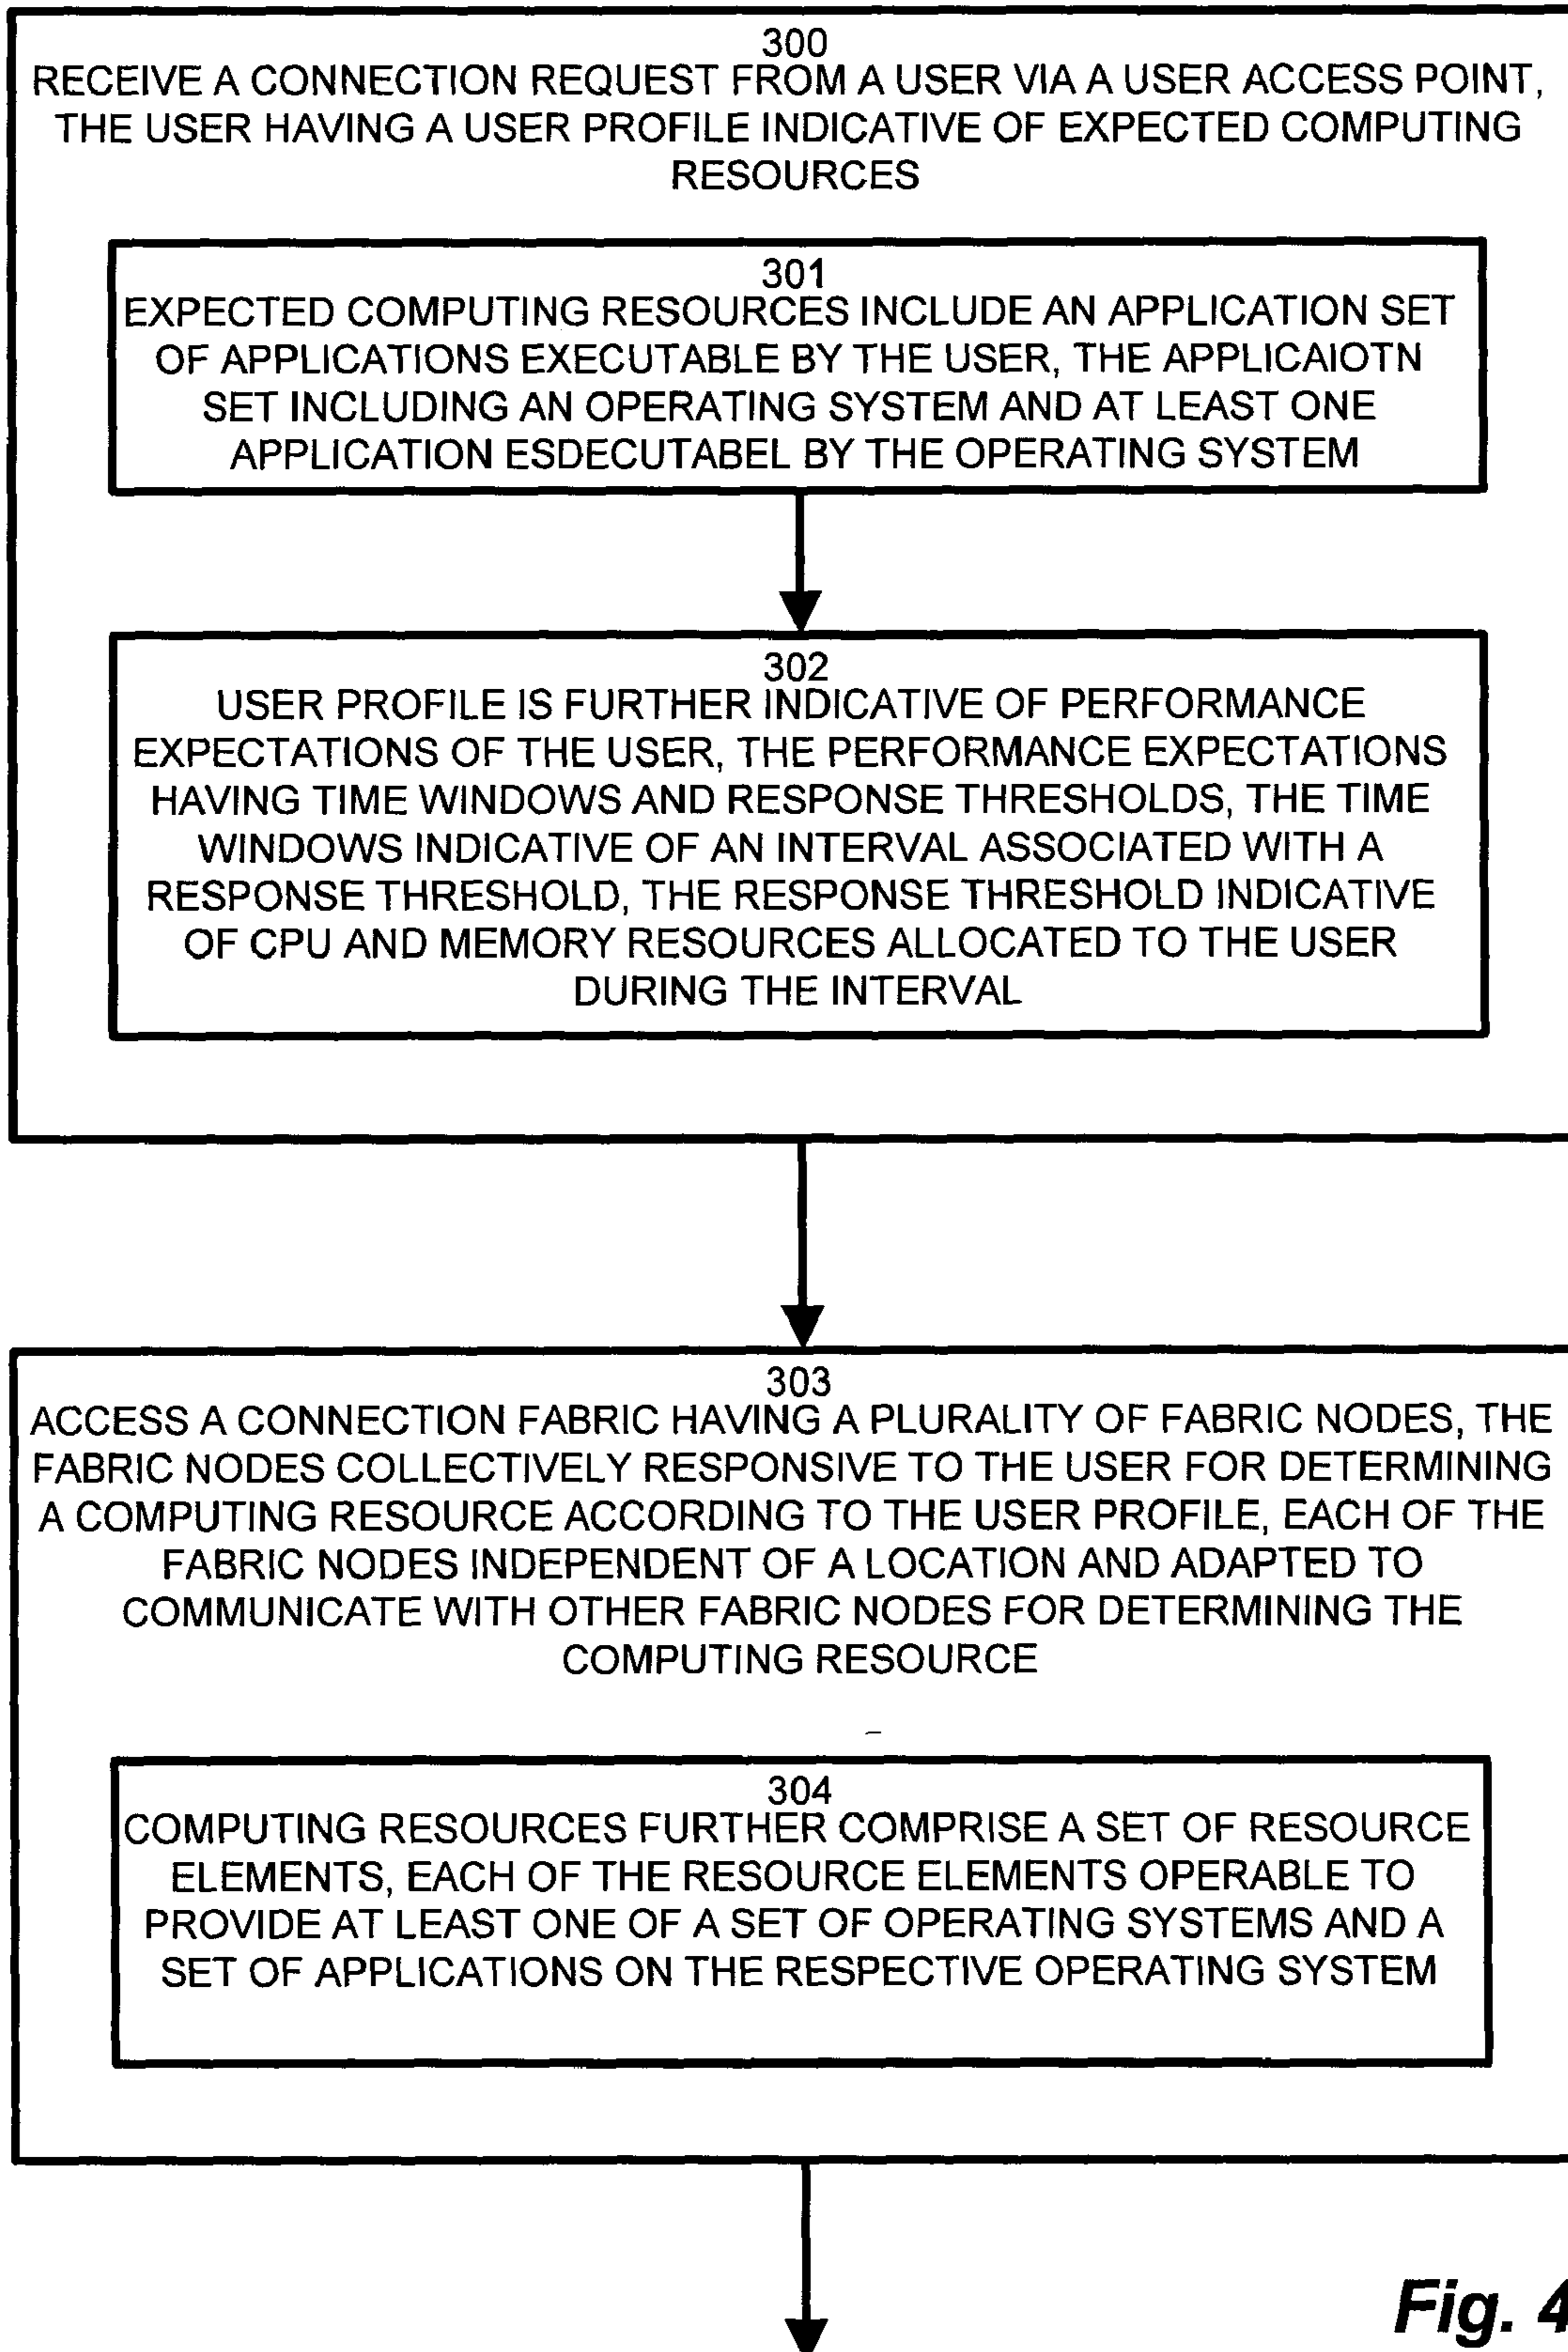 300
RECEIVE A CONNECTION REQUEST FROM A USER VIA A USER ACCESS POINT,
THE USER HAVING A USER PROFILE INDICATIVE OF EXPECTED COMPUTING
RESOURCES
301
EXPECTED COMPUTING RESOURCES INCLUDE AN APPLICATION SET
OF APPLICATIONS EXECUTABLE BY THE USER, THE APPLICAIOTN
SET INCLUDING AN OPERATING SYSTEM AND AT LEAST ONE
APPLICATION ESDECUTABEL BY THE OPERATING SYSTEM
302
USER PROFILE IS FURTHER INDICATIVE OF PERFORMANCE
EXPECTATIONS OF THE USER, THE PERFORMANCE EXPECTATIONS
HAVING TIME WINDOWS AND RESPONSE THRESHOLDS, THE TIME
WINDOWS INDICATIVE OF AN INTERVAL ASSOCIATED WITH A
RESPONSE THRESHOLD, THE RESPONSE THRESHOLD INDICATIVE
OF CPU AND MEMORY RESOURCES ALLOCATED TO THE USER
DURING THE INTERVAL
303
ACCESS A CONNECTION FABRIC HAVING A PLURALITY OF FABRIC NODES, THE
FABRIC NODES COLLECTIVELY RESPONSIVE TO THE USER FOR DETERMINING
A COMPUTING RESOURCE ACCORDING TO THE USER PROFILE, EACH OF THE
FABRIC NODES INDEPENDENT OF A LOCATION AND ADAPTED TO
COMMUNICATE WITH OTHER FABRIC NODES FOR DETERMINING THE
COMPUTING RESOURCE
304
COMPUTING RESOURCES FURTHER COMPRISE A SET OF RESOURCE
ELEMENTS, EACH OF THE RESOURCE ELEMENTS OPERABLE TO
PROVIDE AT LEAST ONE OF A SET OF OPERATING SYSTEMS AND A
SET OF APPLICATIONS ON THE RESPECTIVE OPERATING SYSTEM
Fig. 4